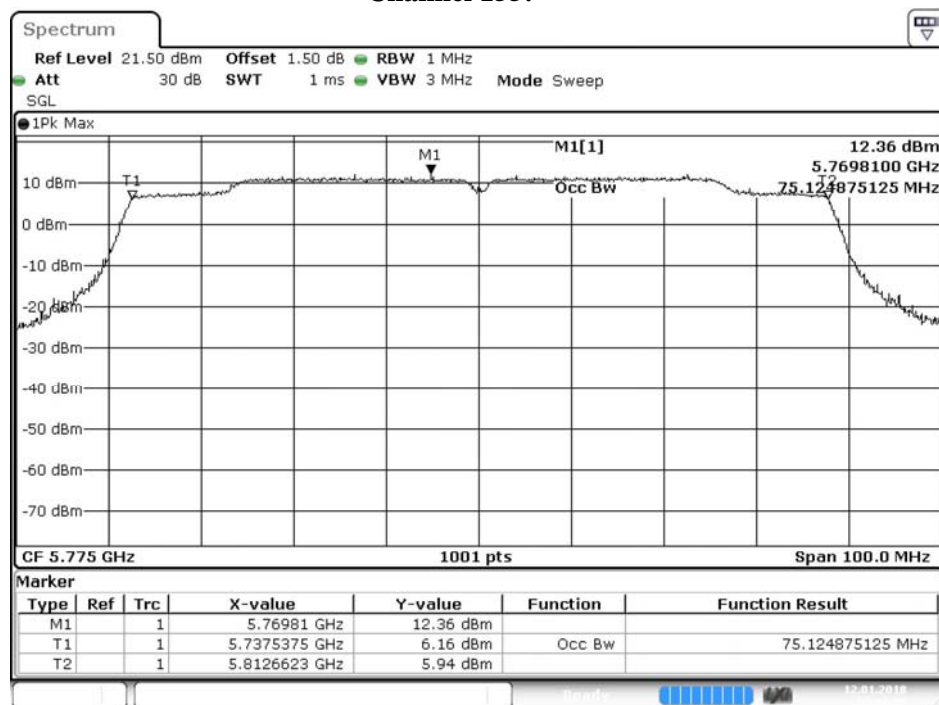 Spectrum
Ref Level 21.50 dBm Offset 1.50 dB RBW 1 MHz
Att 30 dB SWT 1 ms VBW 3 MHz Mode Sweep
SGL
1Pk Max
M1[1] 12.36 dBm
5.7698100 GHz
Occ Bw 75.124875125 MHz
M1
T1
T2
10 dBm
0 dBm
-10 dBm
-20 dBm
-30 dBm
-40 dBm
-50 dBm
-60 dBm
-70 dBm
CF 5.775 GHz 1001 pts Span 100.0 MHz
Marker
Type Ref Trc X-value Y-value Function Function Result
M1 1 5.76981 GHz 12.36 dBm
T1 1 5.7375375 GHz 6.16 dBm Occ Bw 75.124875125 MHz
T2 1 5.8126623 GHz 5.94 dBm
Ready 12.01.2018